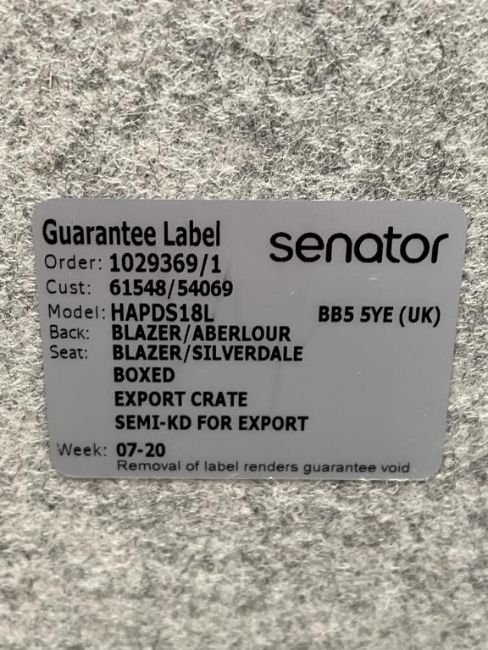 Guarantee Label
senator
Order: 1029369/1
Cust: 61548/54069
Model: HAPDS18L BB5 5YE (UK)
Back: BLAZER/ABERLOUR
Seat: BLAZER/SILVERDALE
BOXED
EXPORT CRATE
SEMI-KD FOR EXPORT
Week: 07-20
Removal of label renders guarantee void